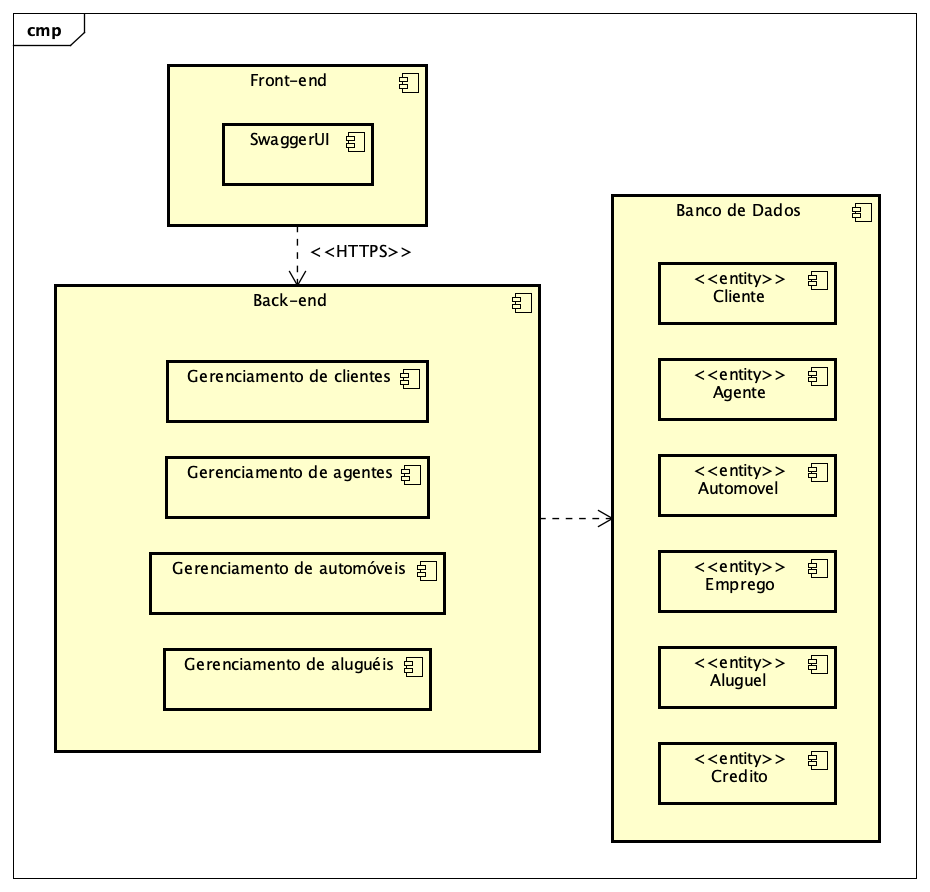 cmp
Front-end
SwaggerUI
<<HTTPS>>
Back-end
Gerenciamento de clientes
Gerenciamento de agentes
Gerenciamento de automóveis
Gerenciamento de aluguéis
Banco de Dados
<<entity>>
Cliente
<<entity>>
Agente
<<entity>>
Automovel
<<entity>>
Emprego
<<entity>>
Aluguel
<<entity>>
Credito